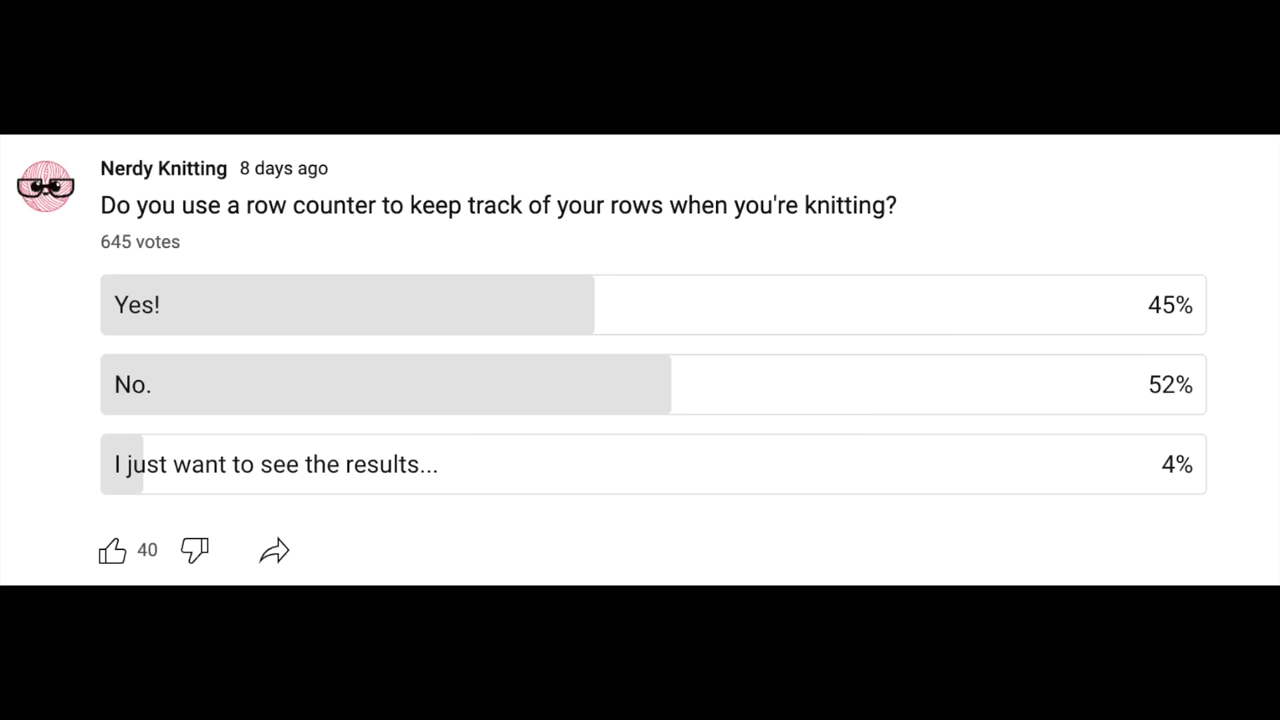 Nerdy Knitting 8 days ago
Do you use a row counter to keep track of your rows when you're knitting?
645 votes
Yes! 45%
No. 52%
I just want to see the results... 4%
40